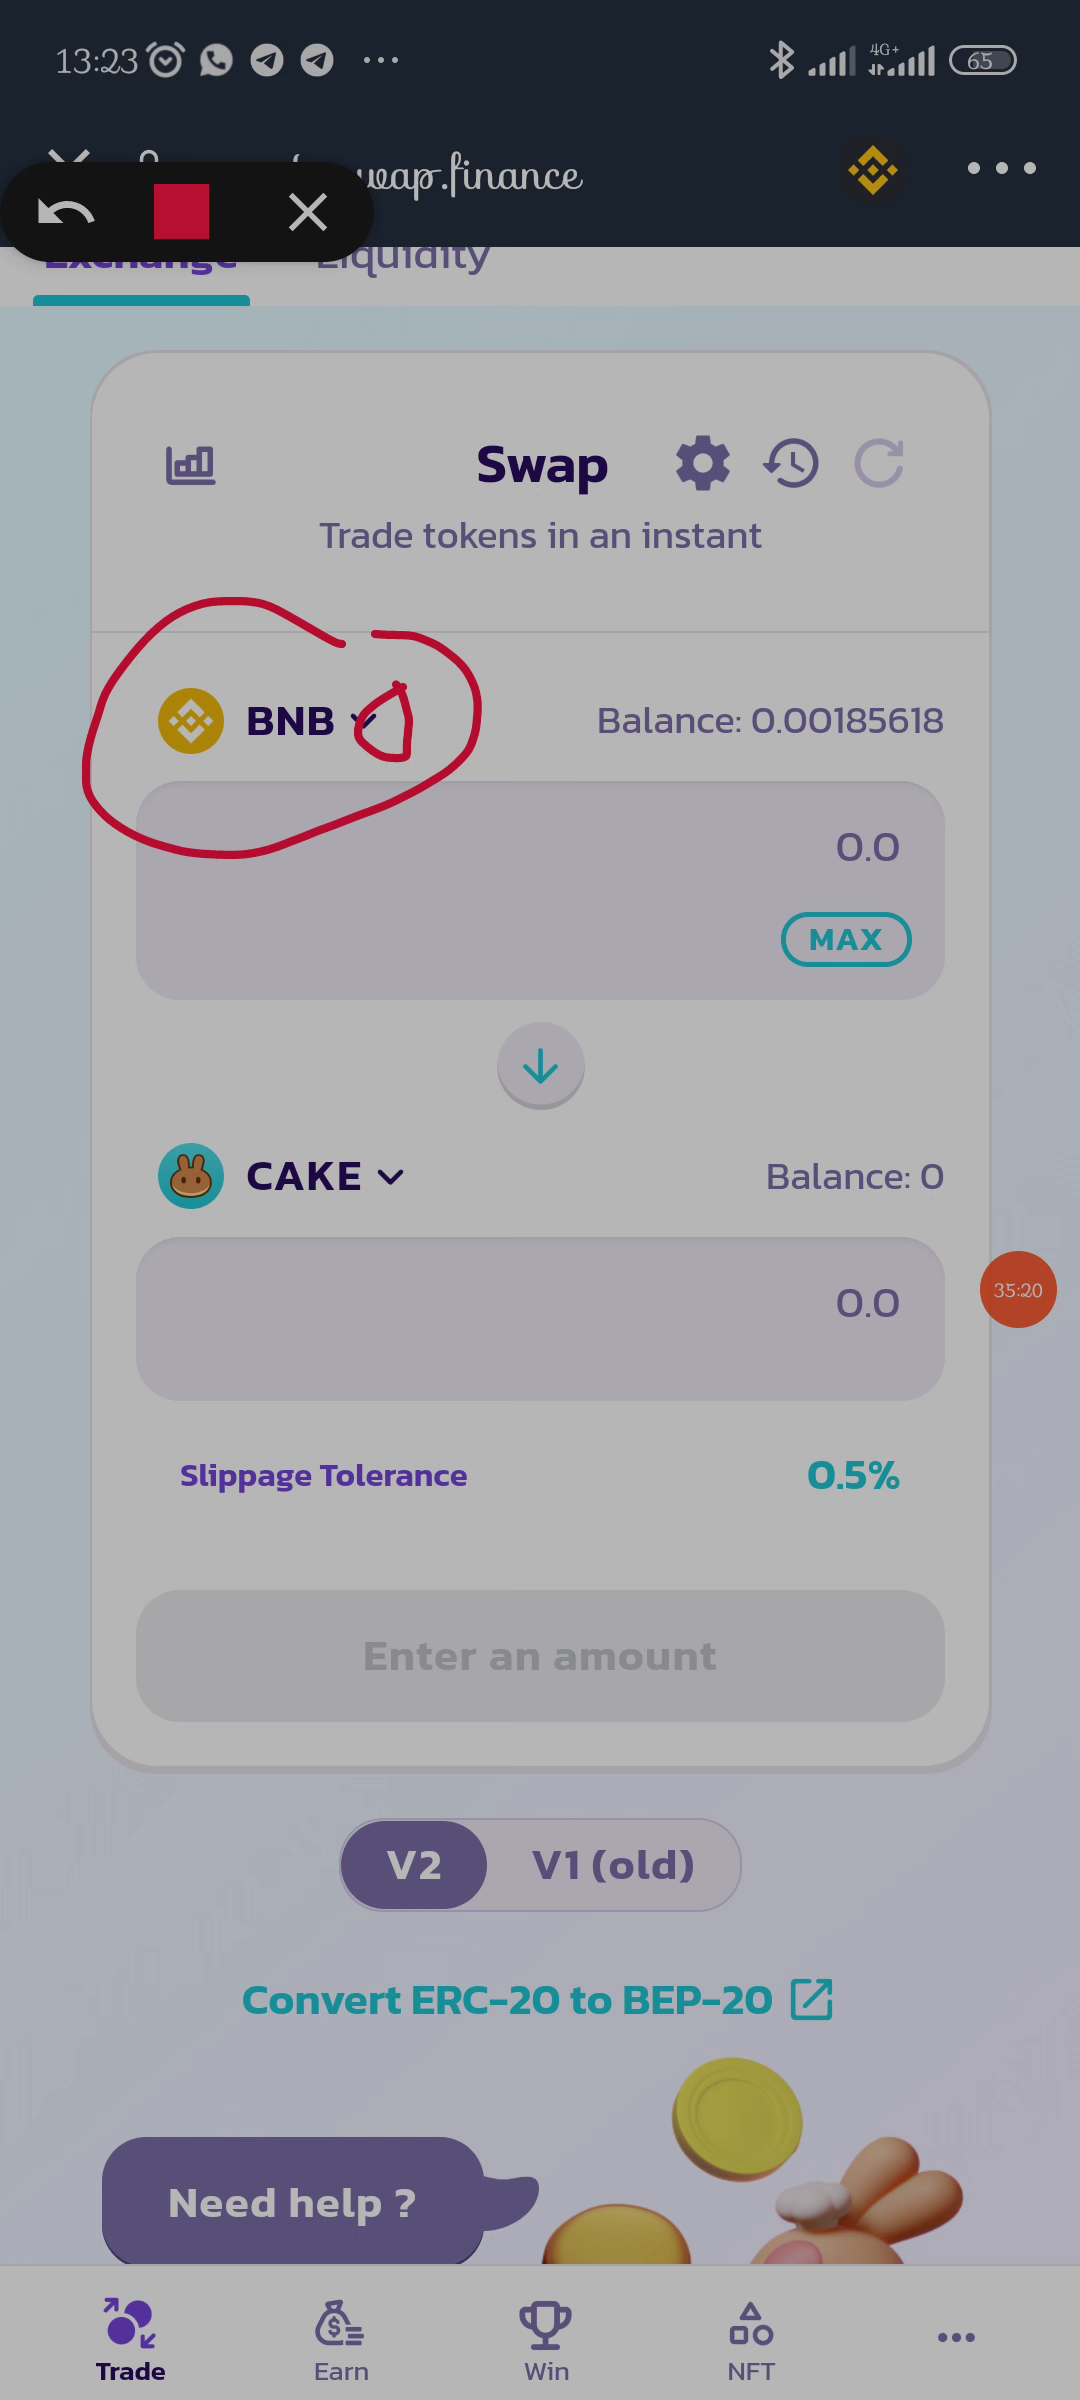 13:23 4G+ 65
swap.finance
Exchange Liquidity
Swap
Trade tokens in an instant
BNB Balance: 0.00185618
0.0
MAX
CAKE Balance: 0
0.0
35:20
Slippage Tolerance 0.5%
Enter an amount
V2 V1 (old)
Convert ERC-20 to BEP-20
Need help ?
Trade Earn Win NFT